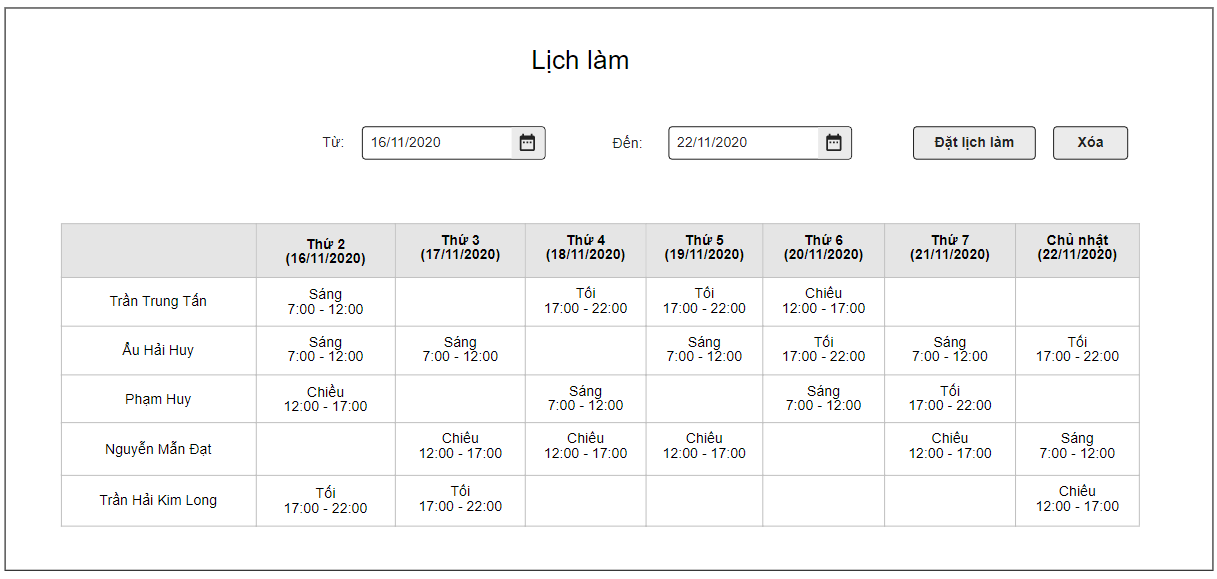 Lịch làm
Từ: 16/11/2020 Đến: 22/11/2020 Đặt lịch làm Xóa
Thứ 2 Thứ 3 Thứ 4 Thứ 5 Thứ 6 Thứ 7 Chủ nhật
(16/11/2020) (17/11/2020) (18/11/2020) (19/11/2020) (20/11/2020) (21/11/2020) (22/11/2020)
Trần Trung Tấn
Sáng Tối Tối Chiều
7:00 - 12:00 17:00 - 22:00 17:00 - 22:00 12:00 - 17:00
Ẩu Hải Huy
Sáng Sáng Sáng Tối Sáng Tối
7:00 - 12:00 7:00 - 12:00 7:00 - 12:00 17:00 - 22:00 7:00 - 12:00 17:00 - 22:00
Phạm Huy
Chiều Sáng Sáng Tối
12:00 - 17:00 7:00 - 12:00 7:00 - 12:00 17:00 - 22:00
Nguyễn Mẫn Đạt
Chiều Chiều Chiều Chiều Sáng
12:00 - 17:00 12:00 - 17:00 12:00 - 17:00 12:00 - 17:00 7:00 - 12:00
Trần Hải Kim Long
Tối Tối Chiều
17:00 - 22:00 17:00 - 22:00 12:00 - 17:00